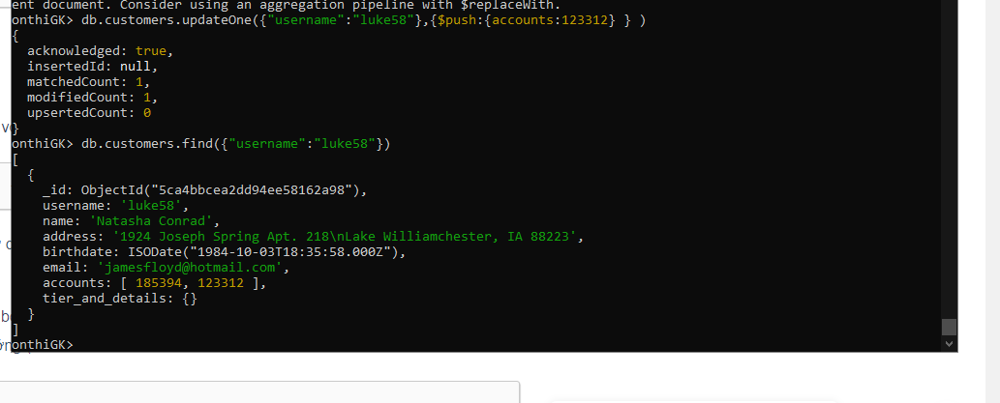 ent document. Consider using an aggregation pipeline with $replaceWith.
onthiGK> db.customers.updateOne({"username":"luke58"},{$push:{accounts:123312} } )
{
  acknowledged: true,
  insertedId: null,
  matchedCount: 1,
  modifiedCount: 1,
  upsertedCount: 0
}
onthiGK> db.customers.find({"username":"luke58"})
[
  {
    _id: ObjectId("5ca4bbcea2dd94ee58162a98"),
    username: 'luke58',
    name: 'Natasha Conrad',
    address: '1924 Joseph Spring Apt. 218\nLake Williamchester, IA 88223',
    birthdate: ISODate("1984-10-03T18:35:58.000Z"),
    email: 'jamesfloyd@hotmail.com',
    accounts: [ 185394, 123312 ],
    tier_and_details: {}
  }
]
onthiGK>